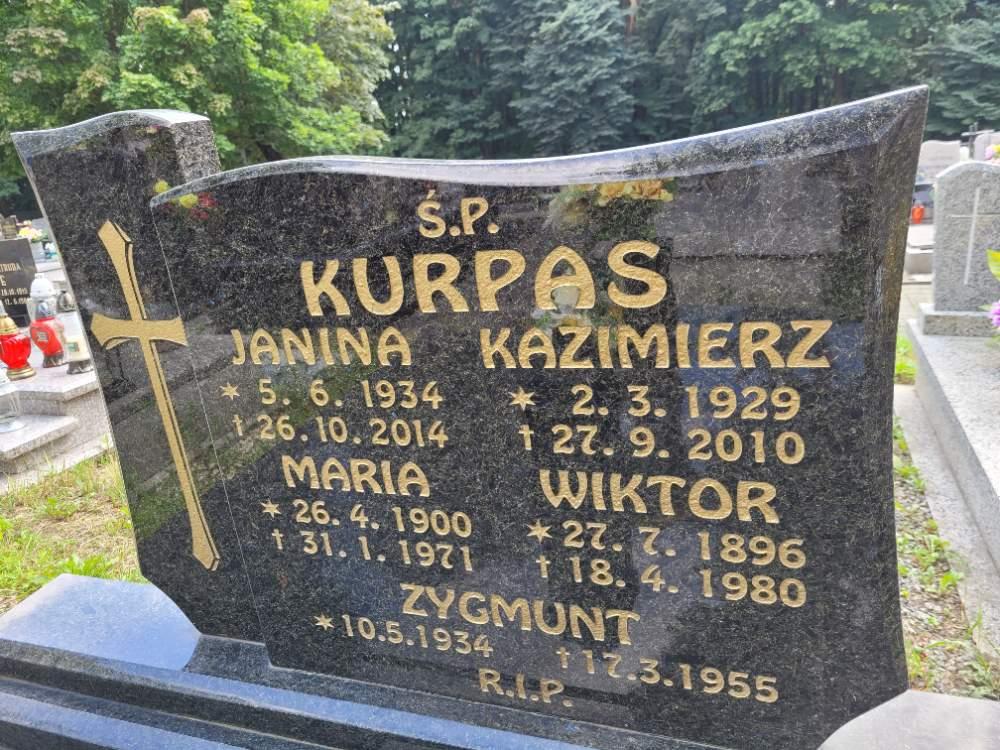 Ś.P.
KURPAS
JANINA KAZIMIERZ
* 5. 6. 1934 * 2. 3. 1929
† 26. 10. 2014 † 27. 9. 2010
MARIA WIKTOR
* 26. 4. 1900 * 27. 7. 1896
† 31. 1. 1971 † 18. 4. 1980
ZYGMUNT
* 10.5.1934 † 17.3.1955
R.I.P.